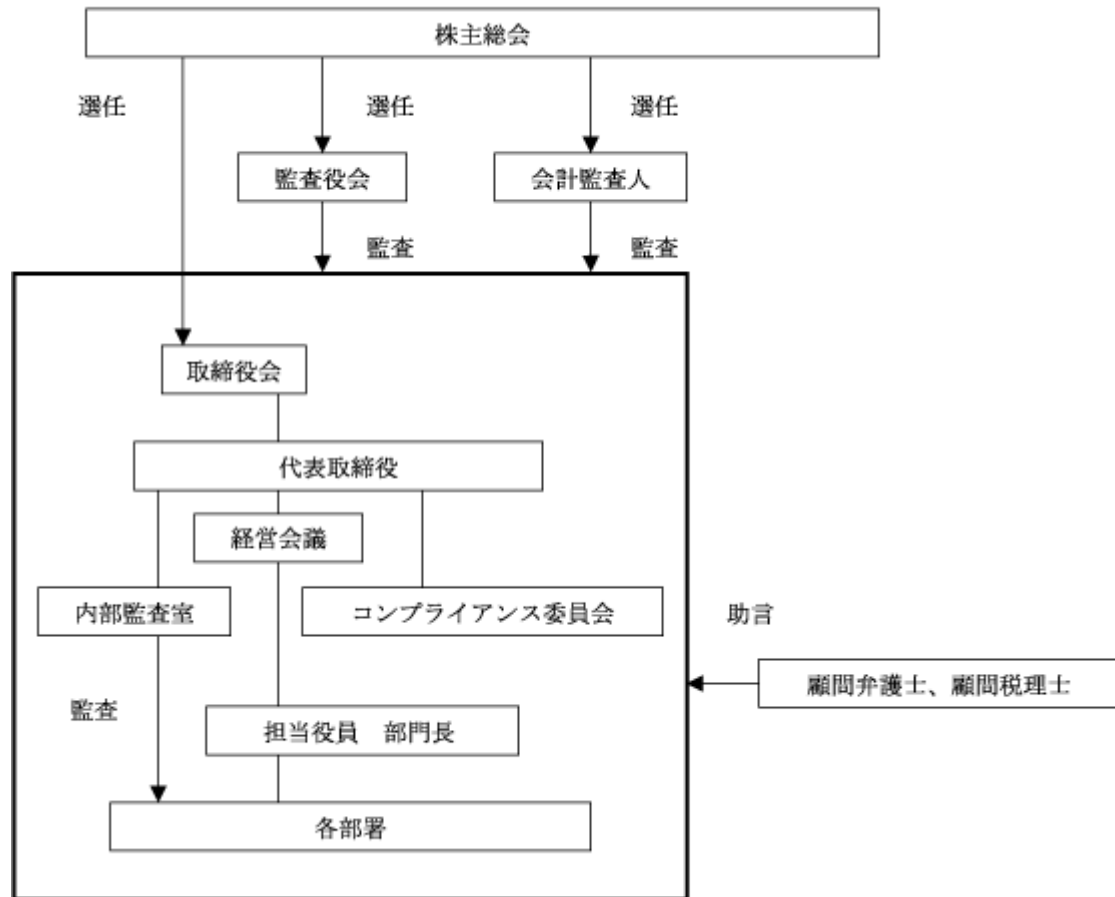 株主総会
選任
選任
選任
監査役会
会計監査人
監査
監査
取締役会
代表取締役
経営会議
内部監査室
コンプライアンス委員会
助言
顧問弁護士、顧問税理士
監査
担当役員　部門長
各部署